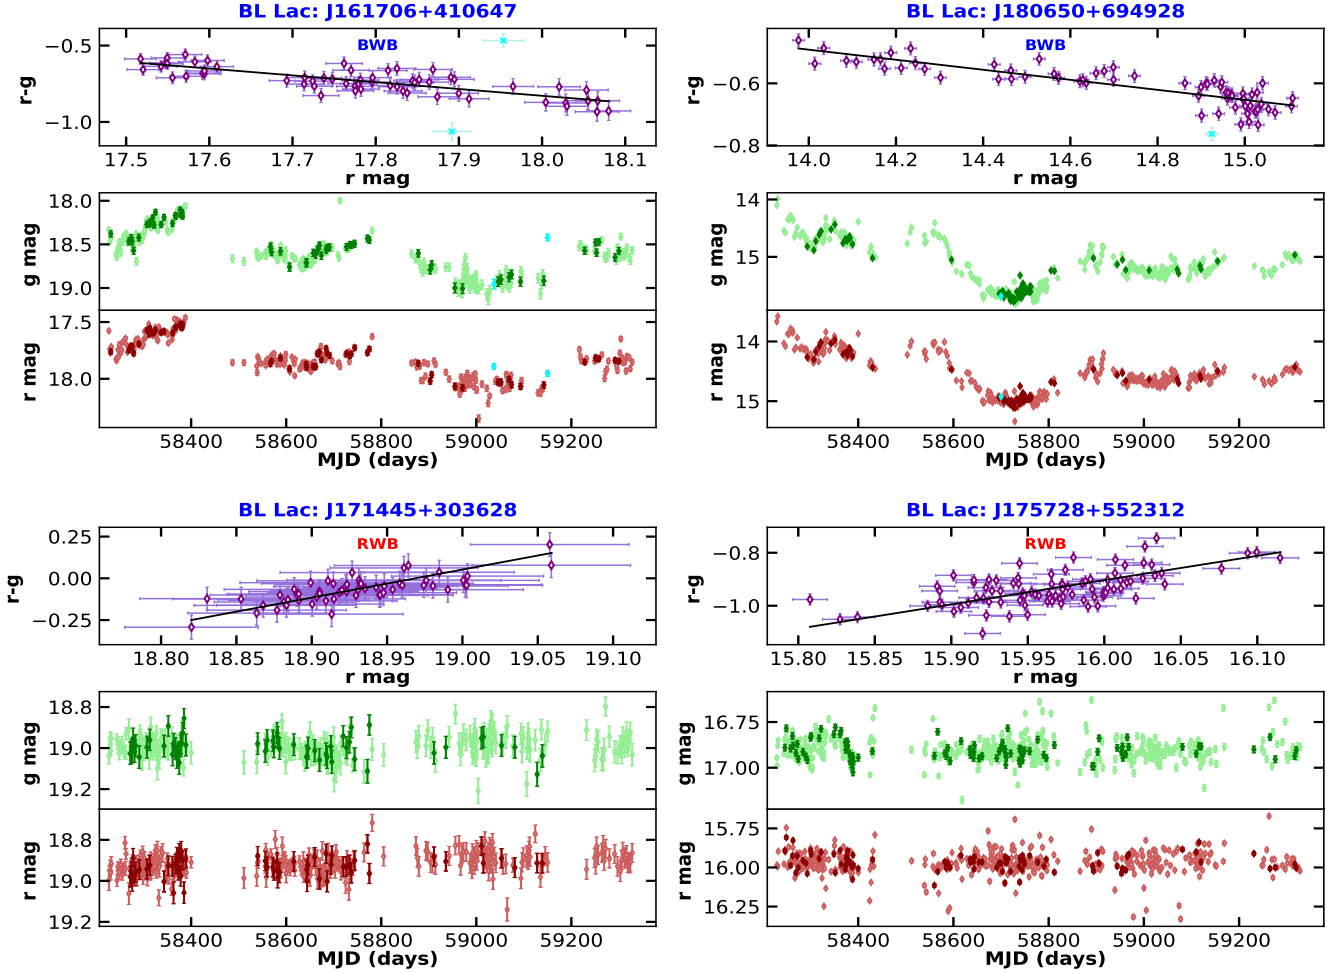 BL Lac: J161706+410647
BWB
r-g
−0.5
−1.0
17.5 17.6 17.7 17.8 17.9 18.0 18.1
r mag
g mag
18.0
18.5
19.0
r mag
17.5
18.0
58400 58600 58800 59000 59200
MJD (days)
BL Lac: J180650+694928
BWB
r-g
−0.6
−0.8
14.0 14.2 14.4 14.6 14.8 15.0
r mag
g mag
14
15
r mag
14
15
58400 58600 58800 59000 59200
MJD (days)
BL Lac: J171445+303628
RWB
r-g
0.25
0.00
−0.25
18.80 18.85 18.90 18.95 19.00 19.05 19.10
r mag
g mag
18.8
19.0
19.2
r mag
18.8
19.0
19.2
58400 58600 58800 59000 59200
MJD (days)
BL Lac: J175728+552312
RWB
r-g
−0.8
−1.0
15.80 15.85 15.90 15.95 16.00 16.05 16.10
r mag
g mag
16.75
17.00
r mag
15.75
16.00
16.25
58400 58600 58800 59000 59200
MJD (days)